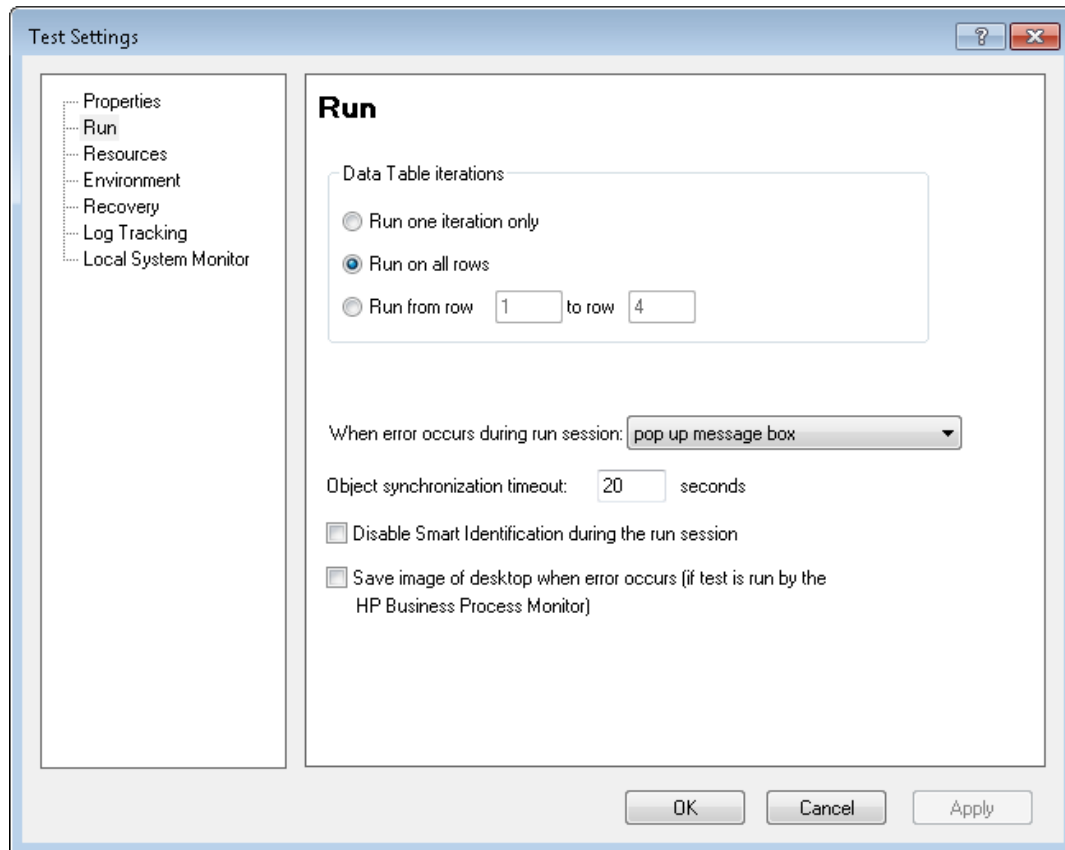 Test Settings
?
Properties
Run
Resources
Environment
Recovery
Log Tracking
Local System Monitor
Run
Data Table iterations
Run one iteration only
Run on all rows
Run from row 1 to row 4
When error occurs during run session: pop up message box
Object synchronization timeout: 20 seconds
Disable Smart Identification during the run session
Save image of desktop when error occurs (if test is run by the
HP Business Process Monitor)
OK Cancel Apply